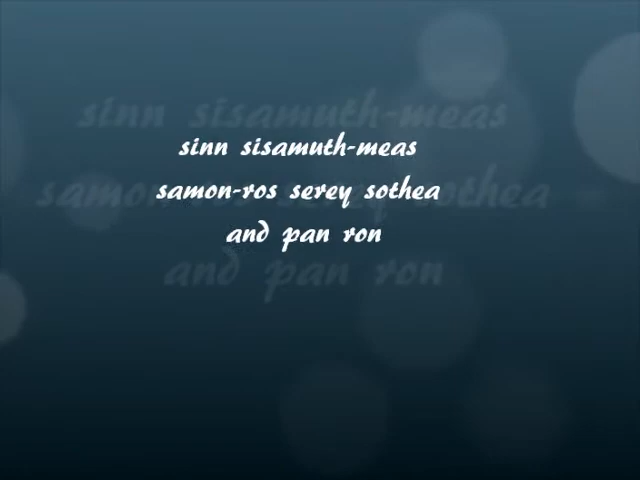 sinn sisamuth-meas
samon-ros serey sothea
and pan ron